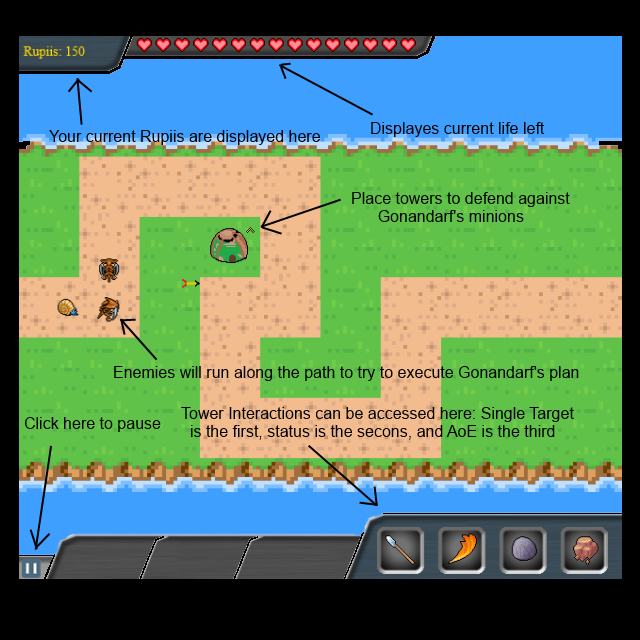 Rupiis: 150
Your current Rupiis are displayed here
Displayes current life left
Place towers to defend against
Gonandarf's minions
Enemies will run along the path to try to execute Gonandarf's plan
Click here to pause
Tower Interactions can be accessed here: Single Target
is the first, status is the secons, and AoE is the third